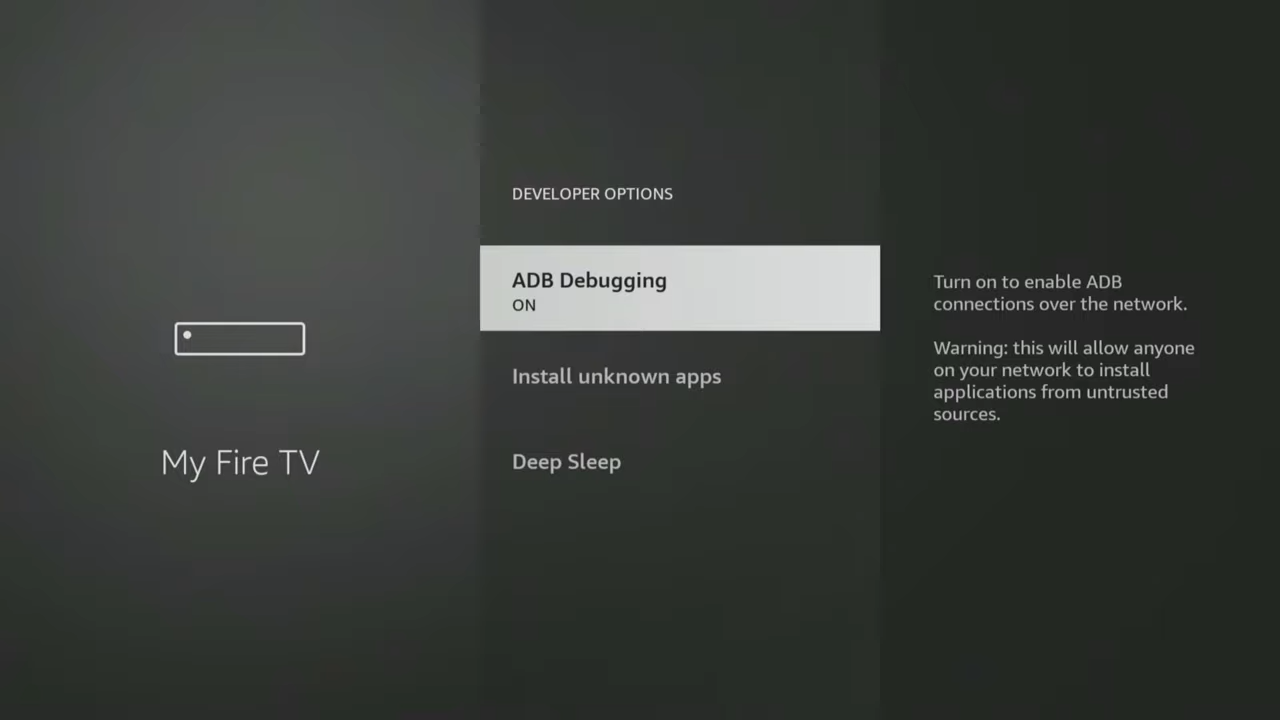 DEVELOPER OPTIONS
ADB Debugging
ON
Install unknown apps
Deep Sleep
My Fire TV
Turn on to enable ADB
connections over the network.
Warning: this will allow anyone
on your network to install
applications from untrusted
sources.